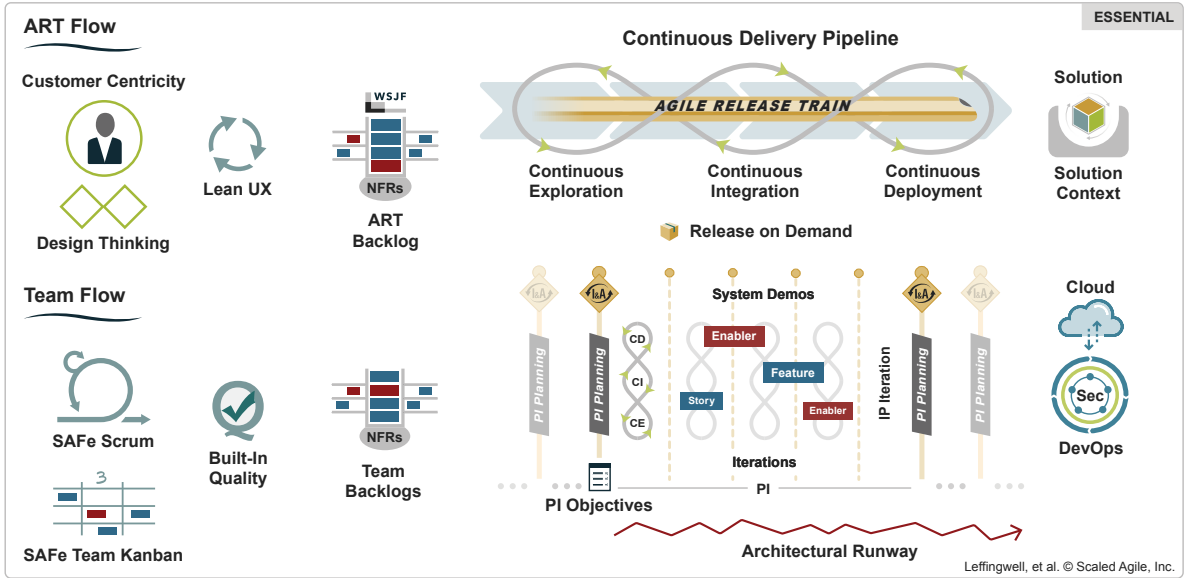 ESSENTIAL
ART Flow
Continuous Delivery Pipeline
Customer Centricity
Lean UX
Design Thinking
WSJF
NFRs
ART
Backlog
AGILE RELEASE TRAIN
Continuous
Exploration
Continuous
Integration
Continuous
Deployment
Release on Demand
Solution
Solution
Context
Team Flow
SAFe Scrum
3
SAFe Team Kanban
Built-In
Quality
NFRs
Team
Backlogs
I&A
PI Planning
I&A
PI Planning
CD
CI
CE
System Demos
Enabler
Feature
Story
Enabler
Iterations
IP Iteration
I&A
PI Planning
I&A
PI Planning
PI Objectives
PI
Architectural Runway
Cloud
Sec
DevOps
Leffingwell, et al. © Scaled Agile, Inc.